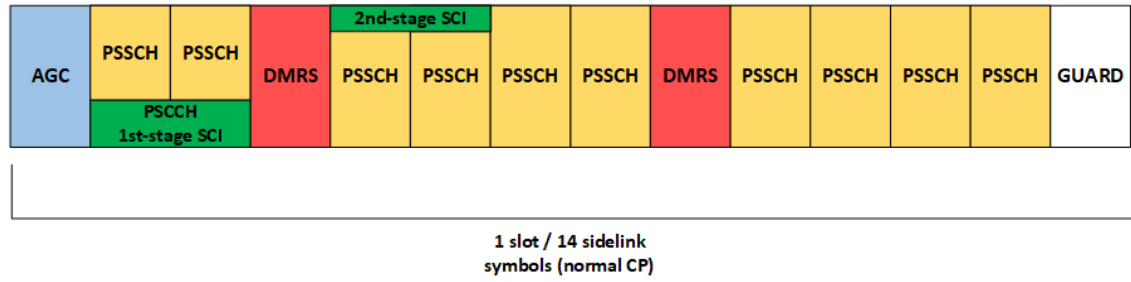 AGC
PSSCH
PSSCH
PSCCH
1st-stage SCI
DMRS
2nd-stage SCI
PSSCH
PSSCH
PSSCH
PSSCH
DMRS
PSSCH
PSSCH
PSSCH
PSSCH
GUARD
1 slot / 14 sidelink
symbols (normal CP)